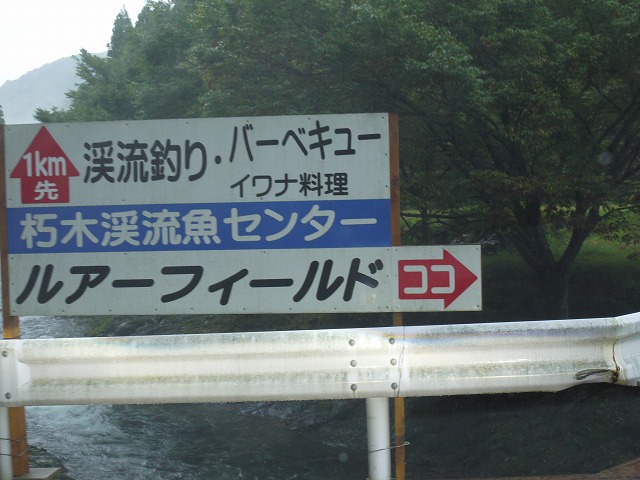 1km
先
渓流釣り・バーベキュー
イワナ料理
朽木渓流魚センター
ルアーフィールド
ココ